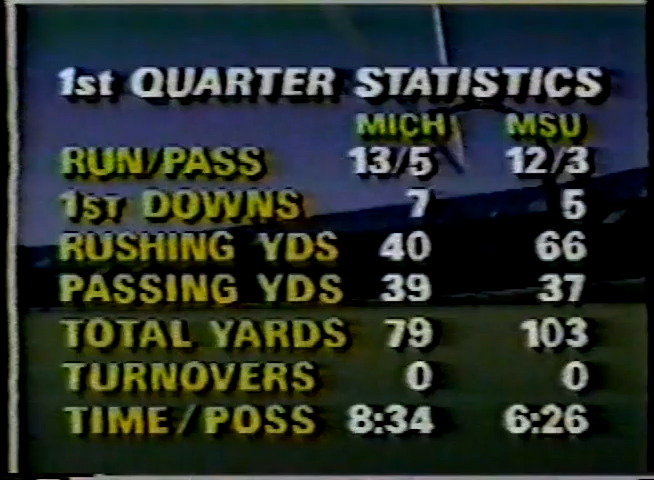 1st QUARTER STATISTICS
MICH MSU
RUN/PASS 13/5 12/3
1ST DOWNS 7 5
RUSHING YDS 40 66
PASSING YDS 39 37
TOTAL YARDS 79 103
TURNOVERS 0 0
TIME/POSS 8:34 6:26